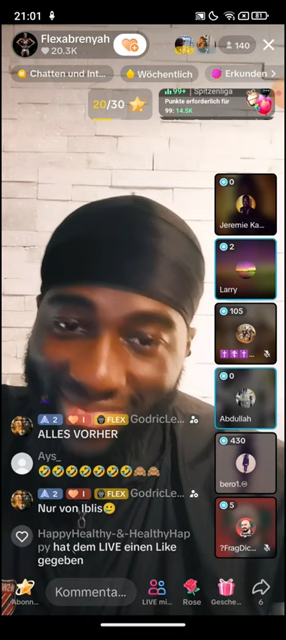 21:01
81
Flexabrenyah
20.3K
140
Chatten und Int...
Wöchentlich
Erkunden
20/30
99+ | Spitzenliga
Punkte erforderlich für
99: 14.5K
0
Jeremie Ka...
2
Larry
105
0
Abdullah
430
bero1.
5
?FragDic...
A 2
1
FLEX
GodricLe...
ALLES VORHER
Ays_
A 2
1
FLEX
GodricLe...
Nur von Iblis
HappyHealthy-&-HealthyHap
py hat dem LIVE einen Like
gegeben
Abonn...
Kommenta...
LIVE mi...
Rose
Gesche...
6